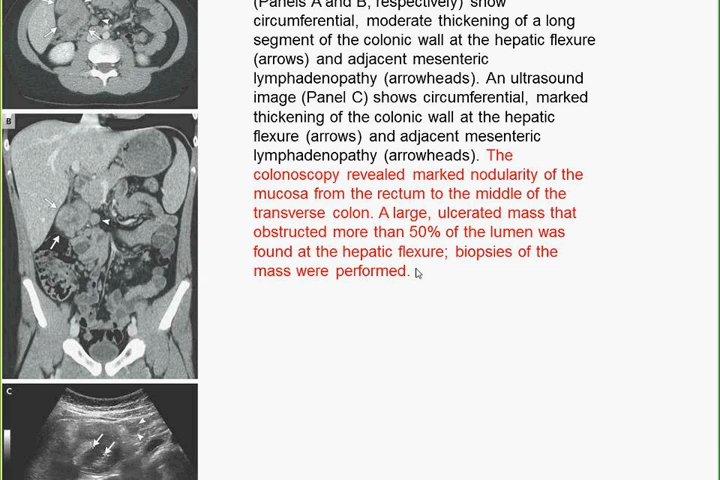 (Panels A and B, respectively) show
circumferential, moderate thickening of a long
segment of the colonic wall at the hepatic flexure
(arrows) and adjacent mesenteric
lymphadenopathy (arrowheads). An ultrasound
image (Panel C) shows circumferential, marked
thickening of the colonic wall at the hepatic
flexure (arrows) and adjacent mesenteric
lymphadenopathy (arrowheads). The
colonoscopy revealed marked nodularity of the
mucosa from the rectum to the middle of the
transverse colon. A large, ulcerated mass that
obstructed more than 50% of the lumen was
found at the hepatic flexure; biopsies of the
mass were performed.
B
C